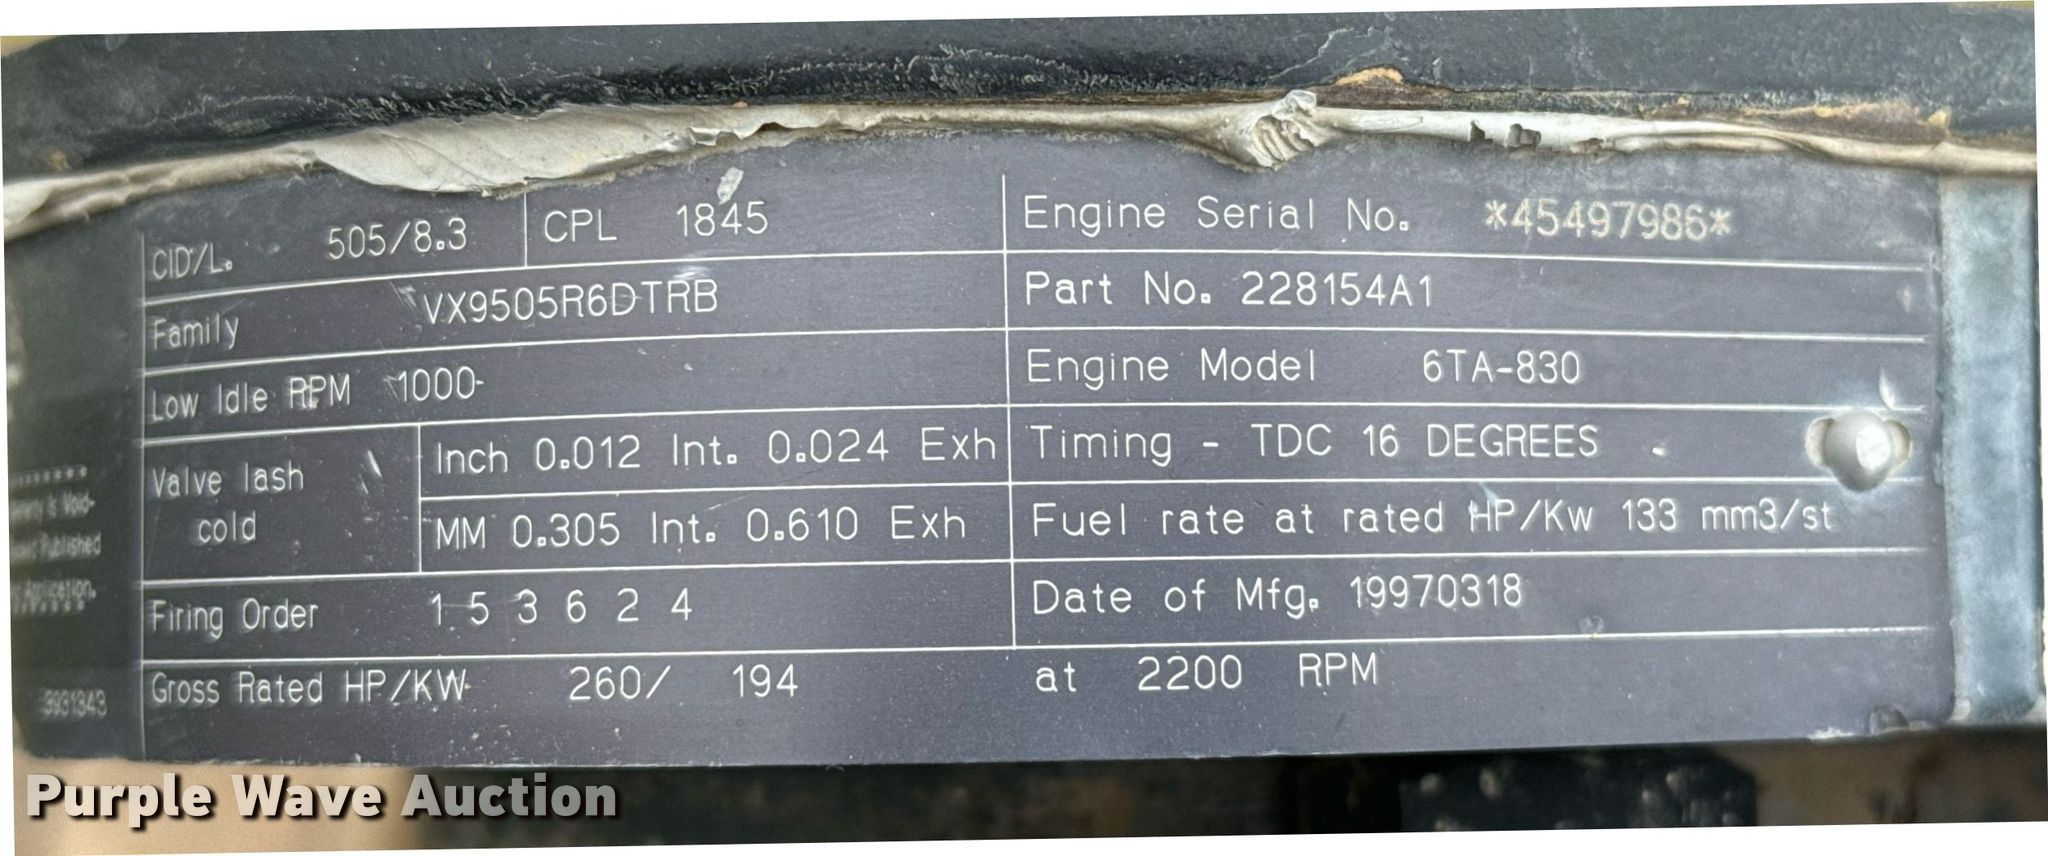 CID/L. 505/8.3 CPL 1845
Family VX9505R6DTRB
Low Idle RPM 1000
Valve lash cold
Inch 0.012 Int. 0.024 Exh
MM 0.305 Int. 0.610 Exh
Firing Order 1 5 3 6 2 4
Gross Rated HP/KW 260/ 194 at 2200 RPM
Engine Serial No. *45497986*
Part No. 228154A1
Engine Model 6TA-830
Timing - TDC 16 DEGREES
Fuel rate at rated HP/Kw 133 mm3/st
Date of Mfg. 19970318
is Void-
Published
Application.
3931343
Purple Wave Auction